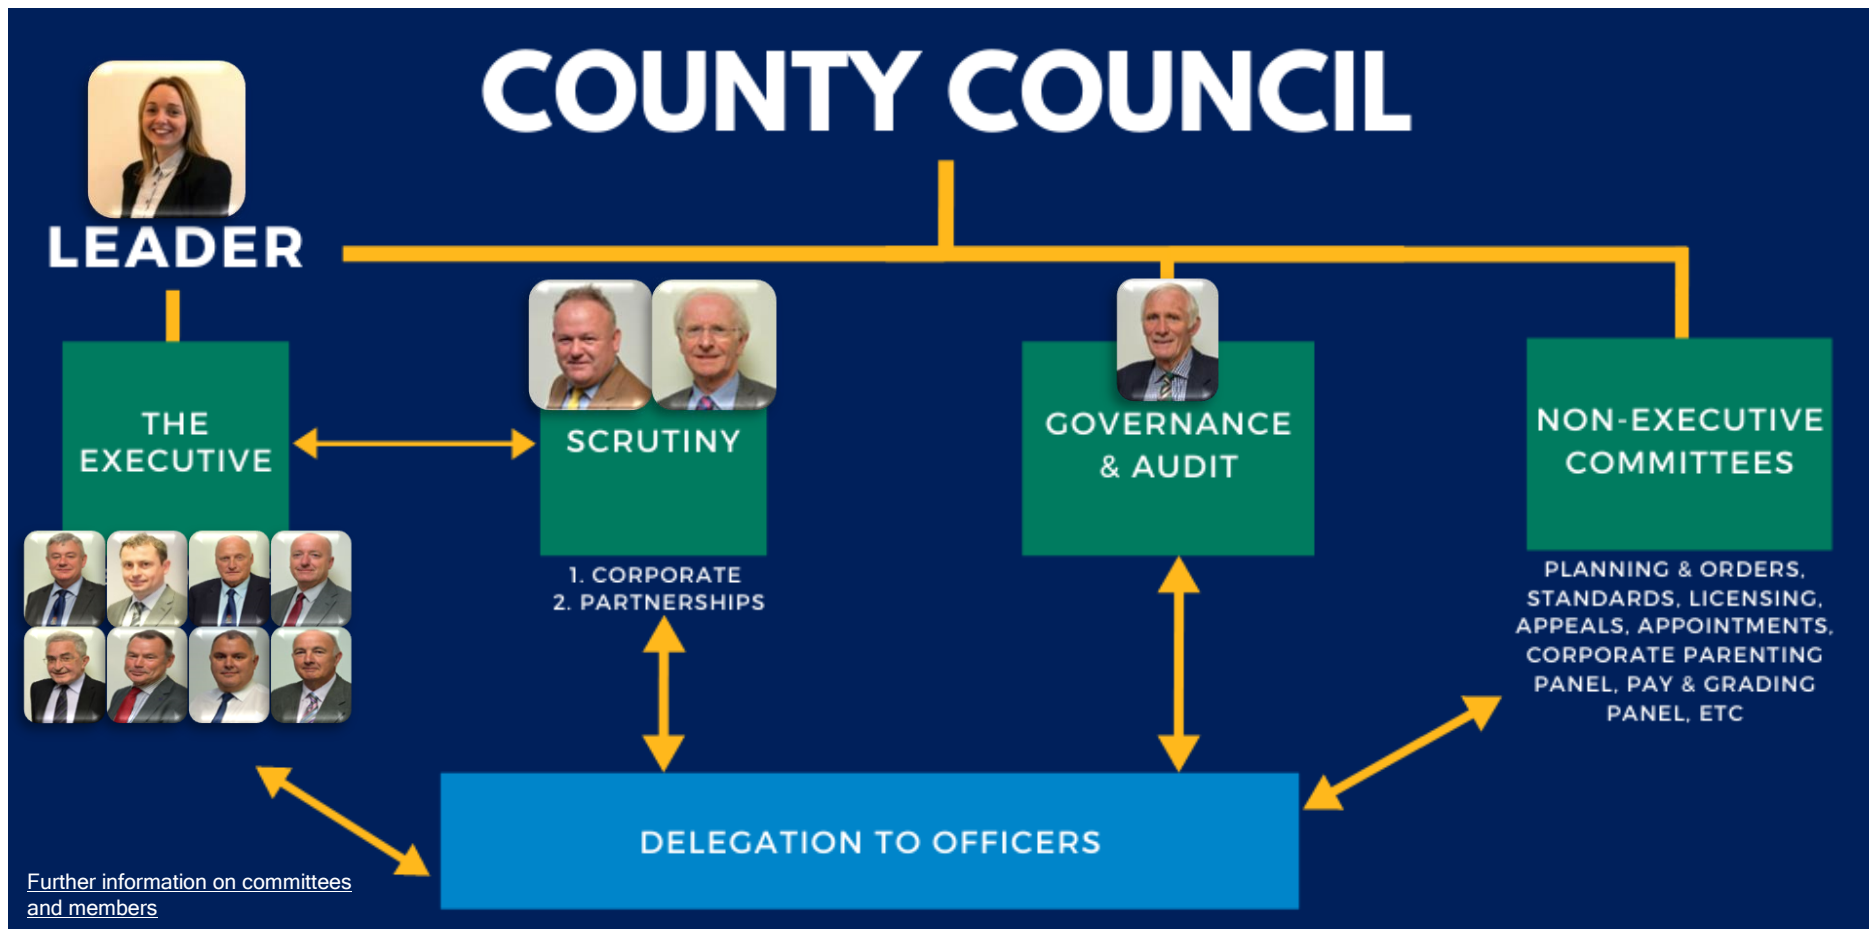 COUNTY COUNCIL
LEADER
THE
EXECUTIVE
SCRUTINY
1. CORPORATE
2. PARTNERSHIPS
GOVERNANCE
& AUDIT
NON-EXECUTIVE
COMMITTEES
PLANNING & ORDERS,
STANDARDS, LICENSING,
APPEALS, APPOINTMENTS,
CORPORATE PARENTING
PANEL, PAY & GRADING
PANEL, ETC
DELEGATION TO OFFICERS
Further information on committees
and members